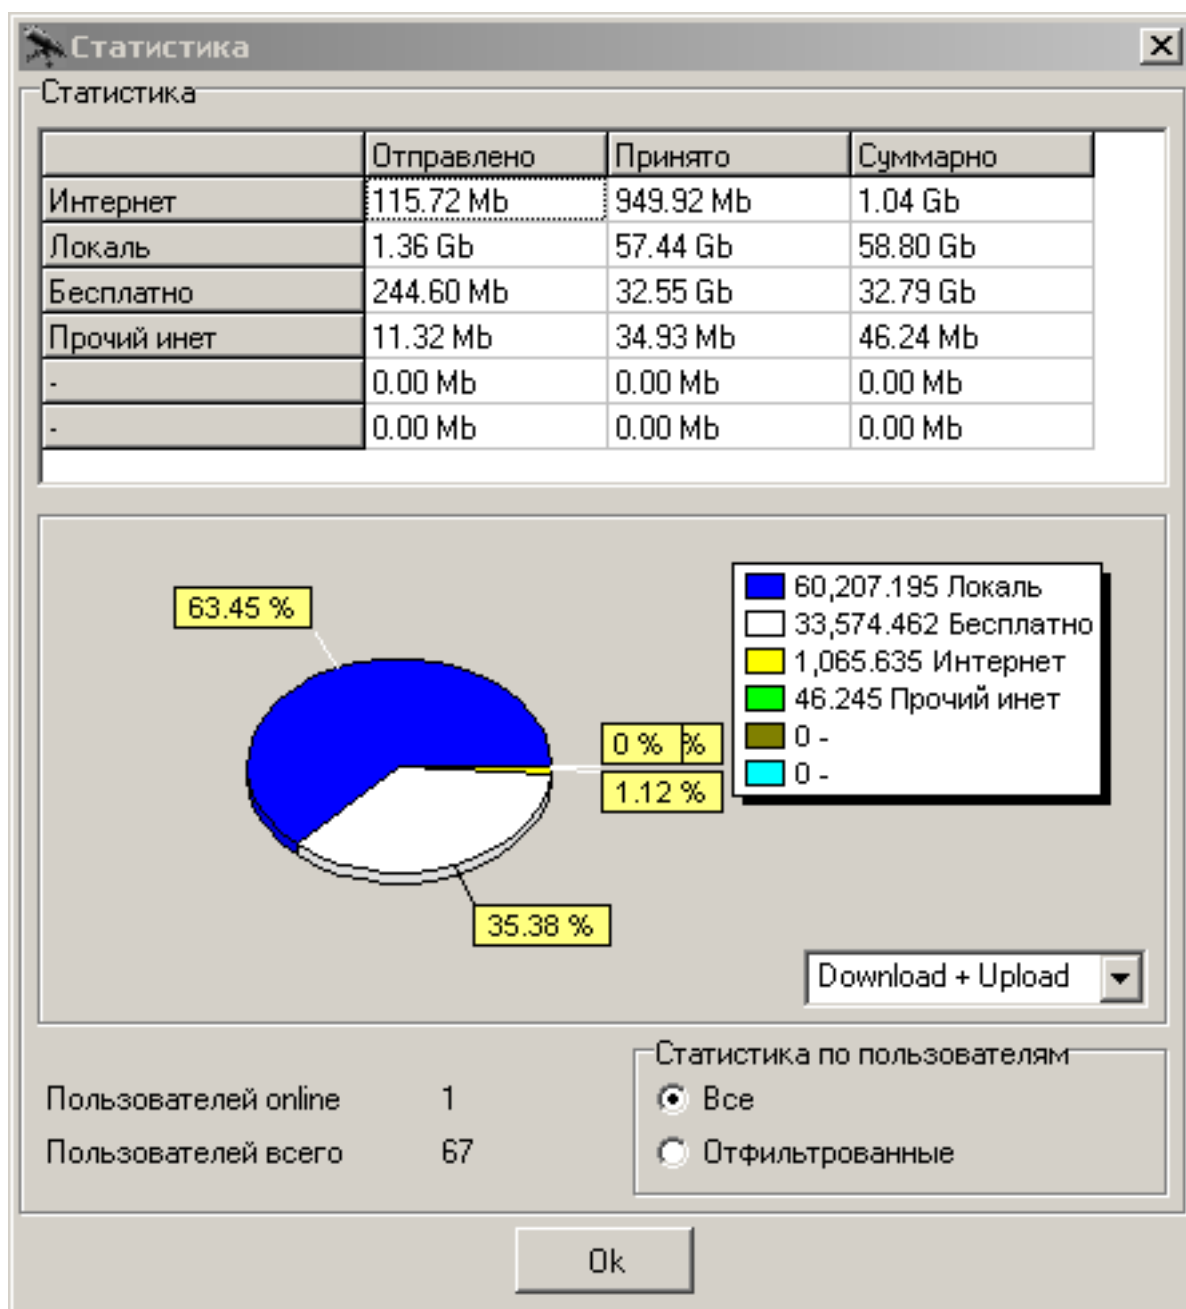 Статистика
Статистика
Отправлено Принято Суммарно
Интернет 115.72 Mb 949.92 Mb 1.04 Gb
Локаль 1.36 Gb 57.44 Gb 58.80 Gb
Бесплатно 244.60 Mb 32.55 Gb 32.79 Gb
Прочий инет 11.32 Mb 34.93 Mb 46.24 Mb
- 0.00 Mb 0.00 Mb 0.00 Mb
- 0.00 Mb 0.00 Mb 0.00 Mb
63.45 %
60,207.195 Локаль
33,574.462 Бесплатно
1,065.635 Интернет
46.245 Прочий инет
0 -
0 -
0 % %
1.12 %
35.38 %
Download + Upload
Статистика по пользователям
Пользователей online 1
Все
Пользователей всего 67
Отфильтрованные
Ok